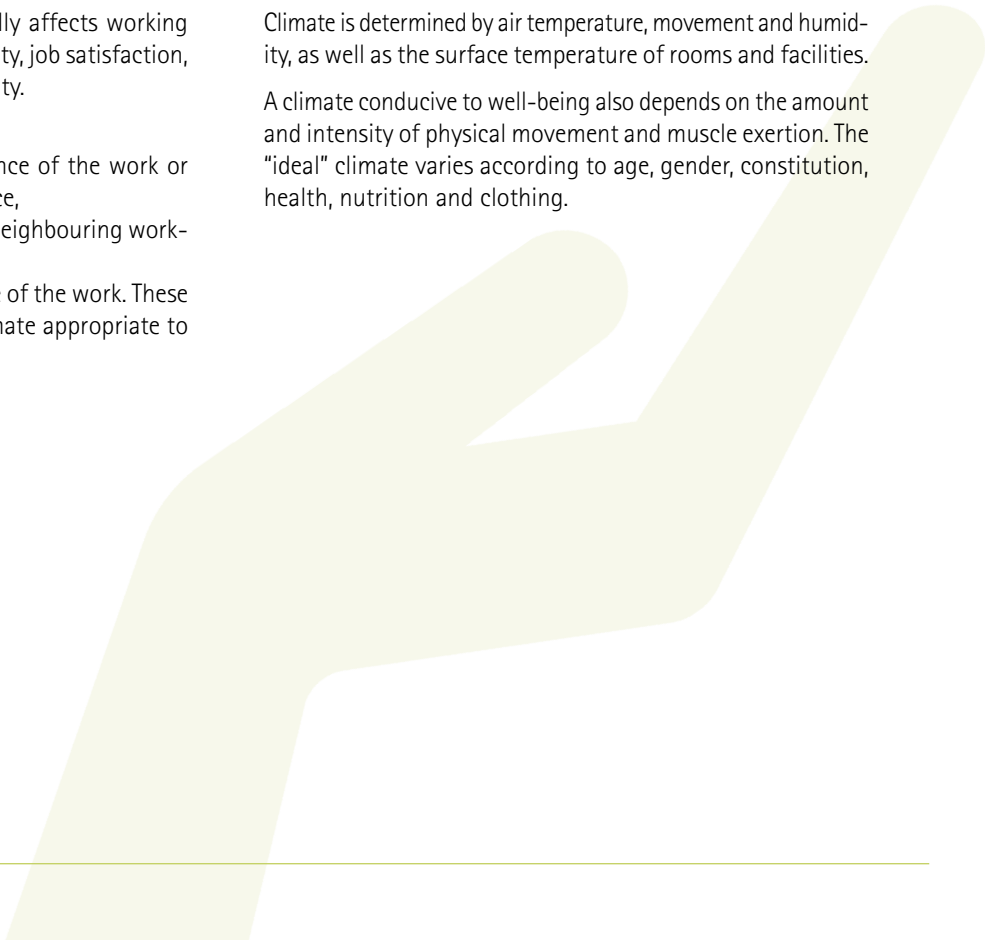 lly affects working
ty, job satisfaction,
ty.
nce of the work or
ce,
eighbouring work-
e of the work. These
nate appropriate to
Climate is determined by air temperature, movement and humid-
ity, as well as the surface temperature of rooms and facilities.
A climate conducive to well-being also depends on the amount
and intensity of physical movement and muscle exertion. The
“ideal” climate varies according to age, gender, constitution,
health, nutrition and clothing.